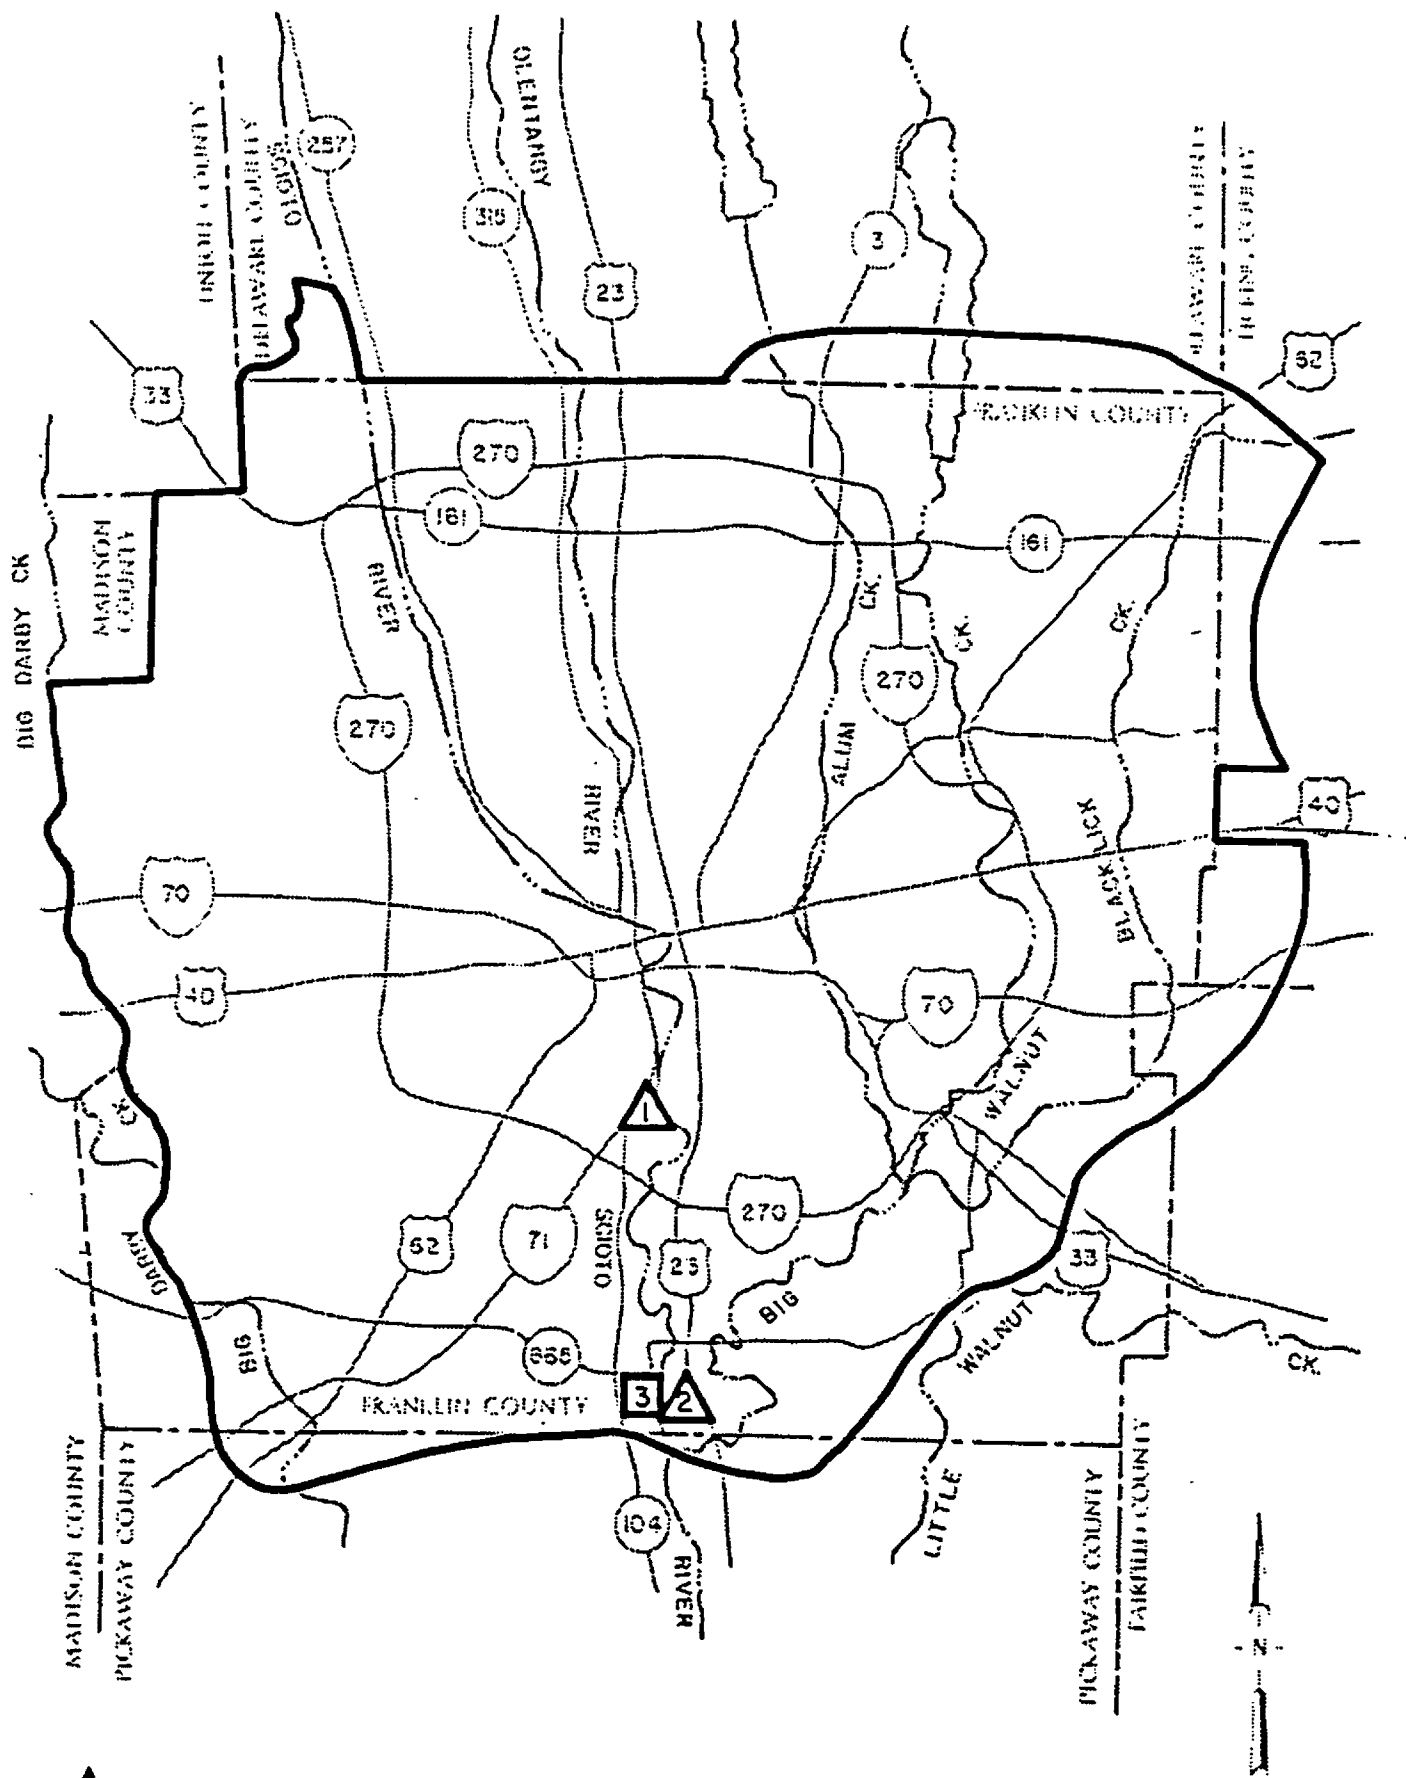 UNION COUNTY
DELAWARE COUNTY
SCIOTO
257
OLENTANGY
315
23
3
DELAWARE COUNTY
LICKING COUNTY
62
33
FRANKLIN COUNTY
270
161
161
BIG DARBY CK
MADISON
COUNTY
RIVER
CK.
CK.
CK.
270
270
ALUM
RIVER
BLACKLICK
40
70
40
70
WALNUT
CK
1
DARBY
62
71
SCIOTO
23
270
33
BIG
BIG
WALNUT
CK.
665
3
2
FRANKLIN COUNTY
MADISON COUNTY
PICKAWAY COUNTY
104
RIVER
LITTLE
PICKAWAY COUNTY
FAIRFIELD COUNTY
N